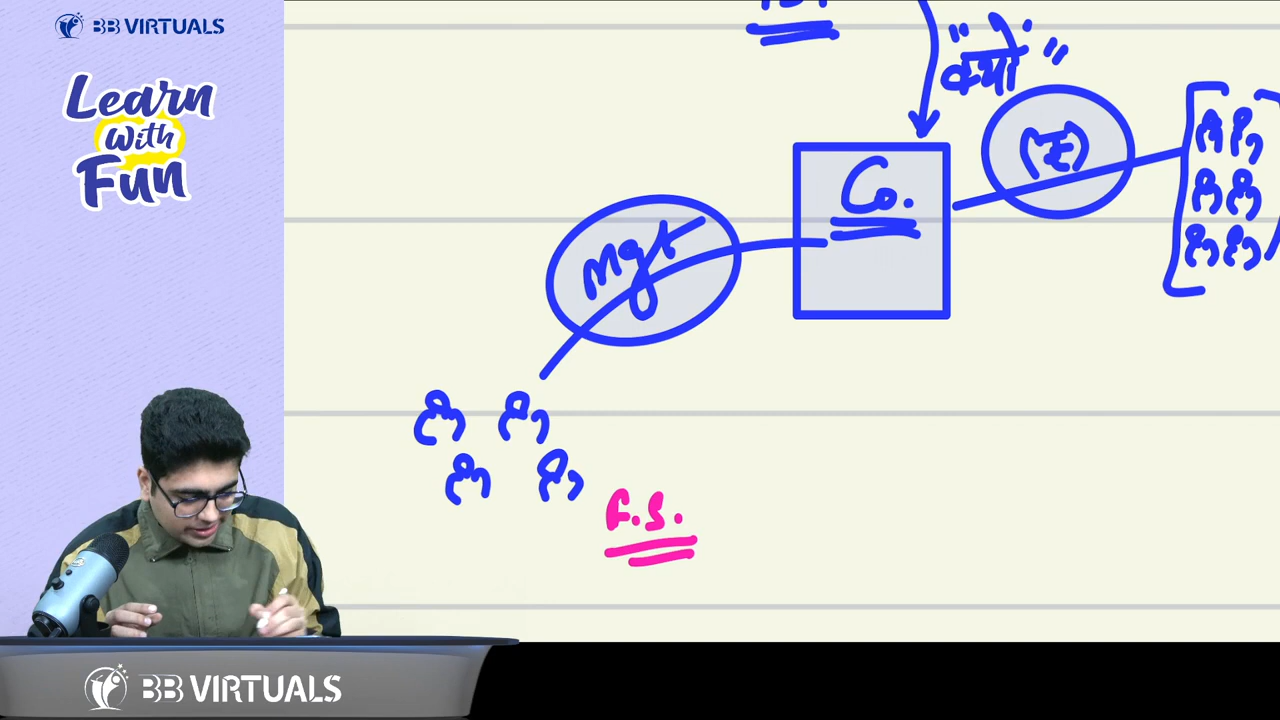 BB VIRTUALS
Learn
With
Fun
"क्यों"
(₹)
Co.
Mgt
F.S.
BB VIRTUALS